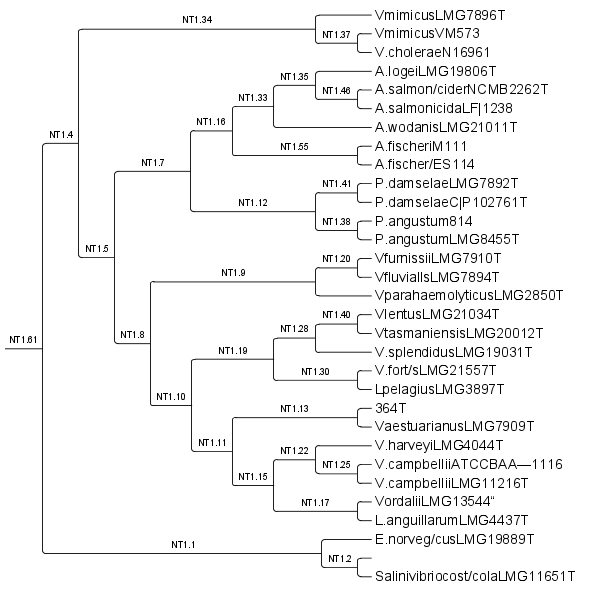 VmimicusLMG7896T
NT1.34
VmimicusVM573
NT1.37
V.choleraeN16961
A.logeiLMG19806T
NT1.35
A.salmon/ciderNCMB2262T
NT1.46
NT1.33
A.salmonicidaLF|1238
NT1.16
A.wodanisLMG21011T
NT1.4
A.fischeriM111
NT1.55
NT1.7
A.fischer/ES114
P.damselaeLMG7892T
NT1.41
P.damselaeC|P102761T
NT1.12
P.angustum814
NT1.38
P.angustumLMG8455T
NT1.5
VfurnissiiLMG7910T
NT1.20
NT1.9
VfluviallsLMG7894T
VparahaemolyticusLMG2850T
VlentusLMG21034T
NT1.40
NT1.28
VtasmaniensisLMG20012T
NT1.61
NT1.8
NT1.19
V.splendidusLMG19031T
V.fort/sLMG21557T
NT1.30
LpelagiusLMG3897T
NT1.10
364T
NT1.13
VaestuarianusLMG7909T
NT1.11
V.harveyiLMG4044T
NT1.22
V.campbelliiATCCBAA—1116
NT1.25
NT1.15
V.campbelliiLMG11216T
VordaliiLMG13544“
NT1.17
L.anguillarumLMG4437T
E.norveg/cusLMG19889T
NT1.1
NT1.2
Salinivibriocost/colaLMG11651T